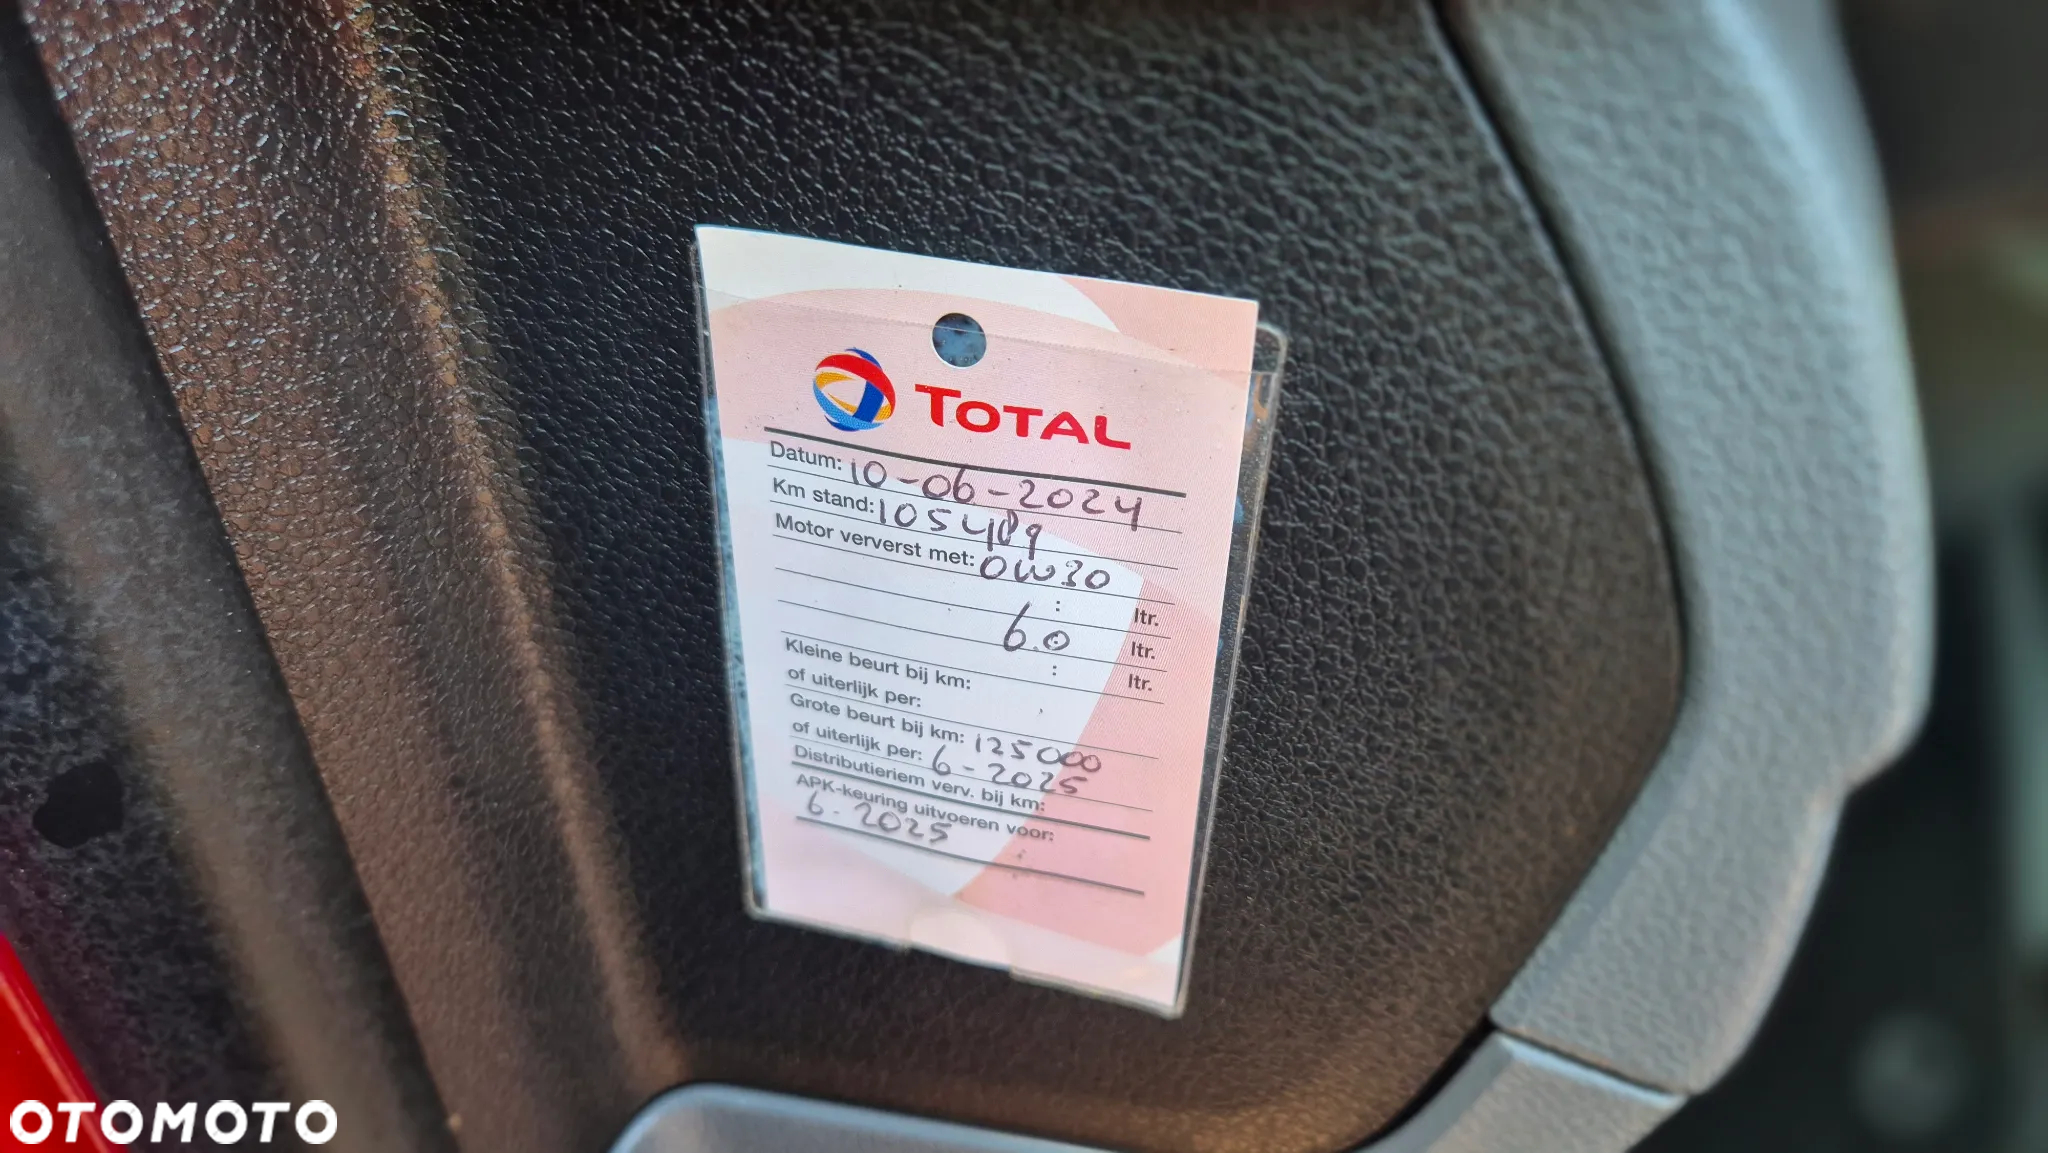 TOTAL
Datum: 10-06-2024
Km stand: 105489
Motor ververst met: 0W30
: ltr.
6.0 ltr.
: ltr.
Kleine beurt bij km:
of uiterlijk per:
Grote beurt bij km: 125000
of uiterlijk per: 6-2025
Distributieriem verv. bij km:
APK-keuring uitvoeren voor:
6.2025
OTOMOTO